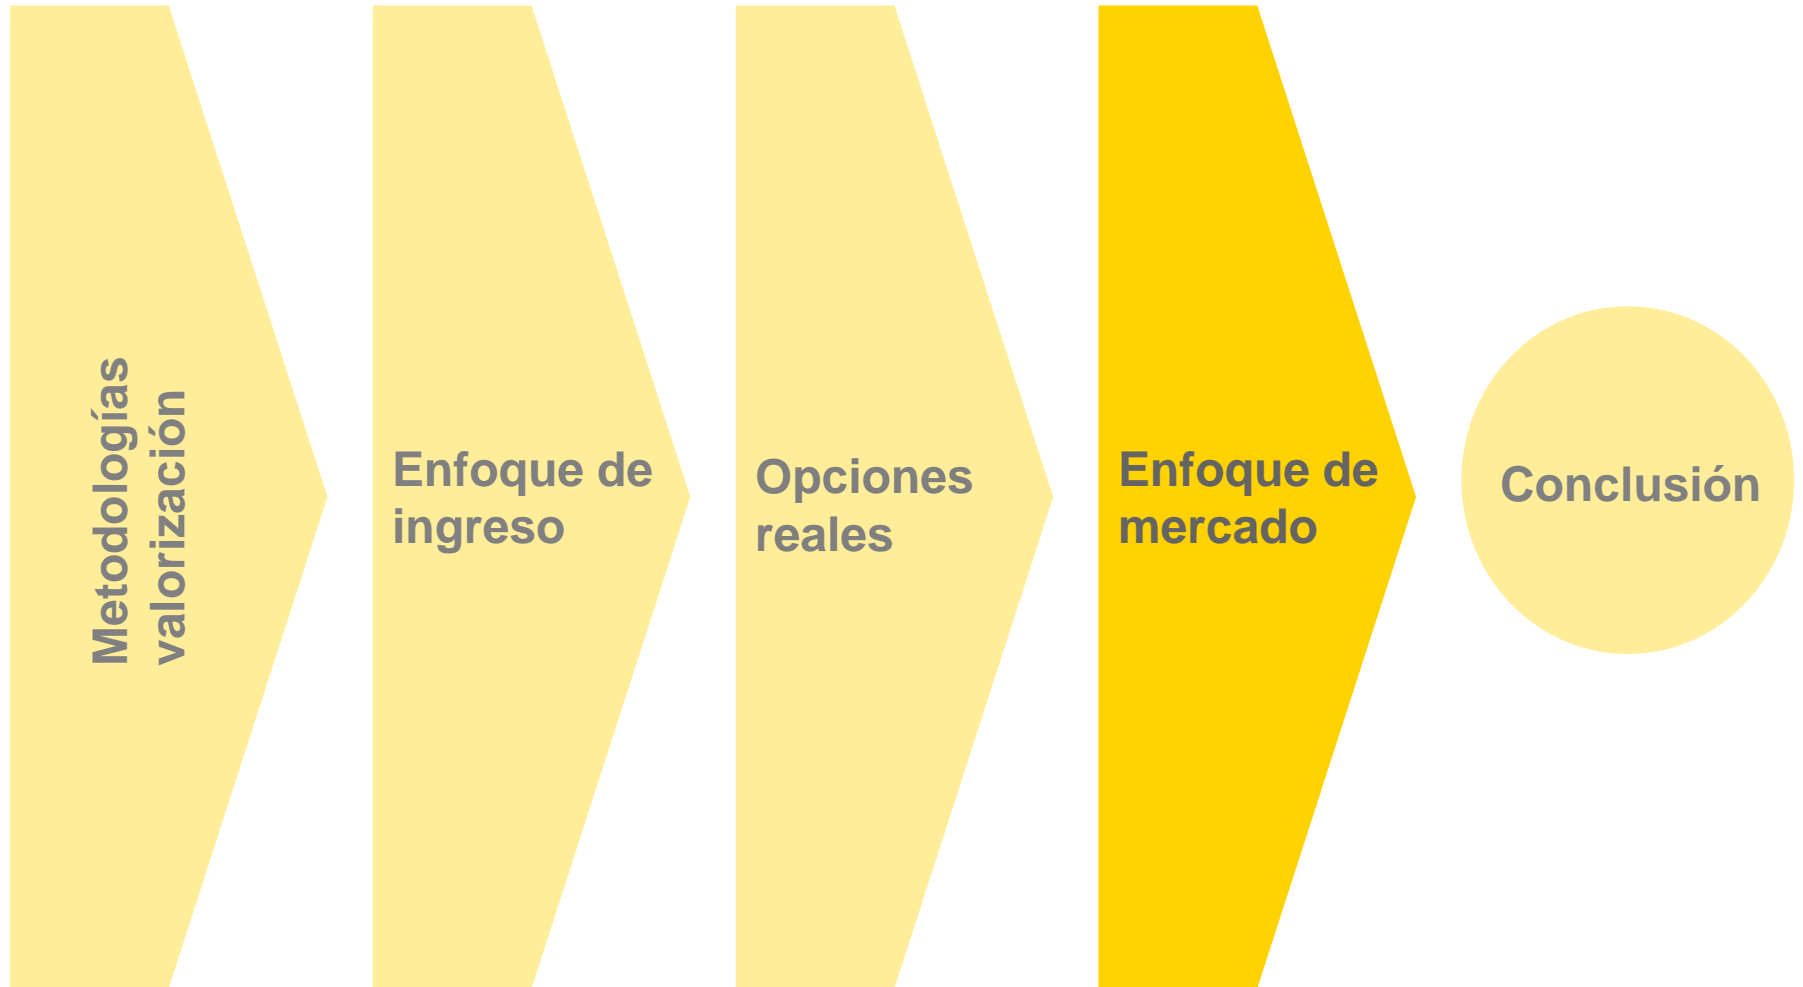 Metodologías
valorización
Enfoque de
ingreso
Opciones
reales
Enfoque de
mercado
Conclusión